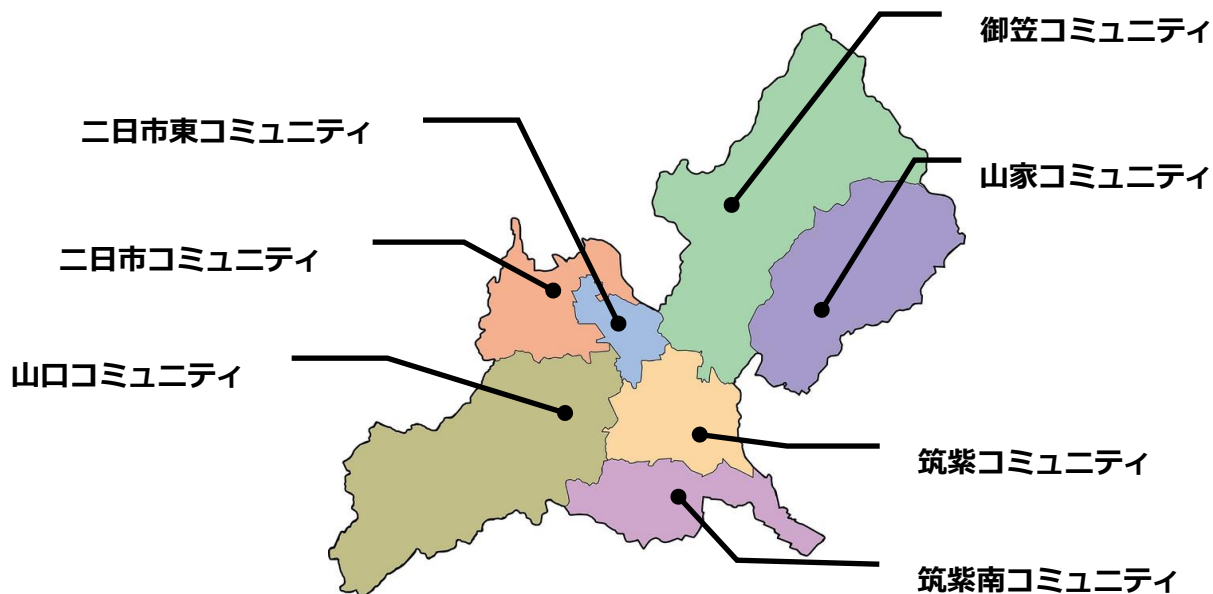 御笠コミュニティ
二日市東コミュニティ
山家コミュニティ
二日市コミュニティ
山口コミュニティ
筑紫コミュニティ
筑紫南コミュニティ